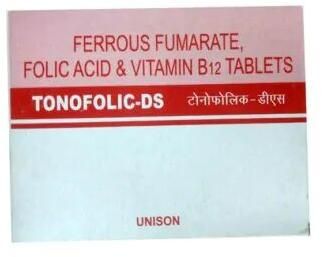 FERROUS FUMARATE,
FOLIC ACID & VITAMIN B12 TABLETS
TONOFOLIC-DS टोनोफोलिक-डीएस
UNISON